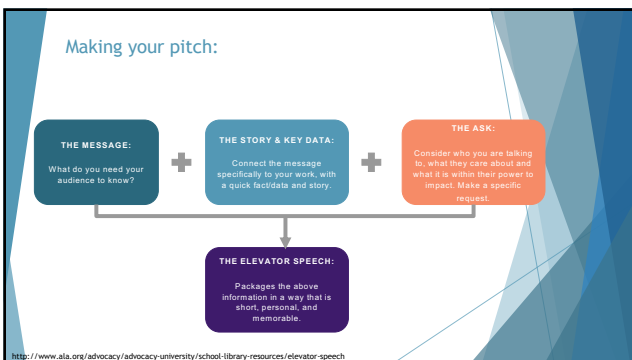 Making your pitch:
THE MESSAGE:
What do you need your
audience to know?
THE STORY & KEY DATA:
Connect the message
specifically to your work, with
a quick fact/data and story.
THE ASK:
Consider who you are talking
to, what they care about and
what it is within their power to
impact. Make a specific
request.
THE ELEVATOR SPEECH:
Packages the above
information in a way that is
short, personal, and
memorable.
http://www.ala.org/advocacy/advocacy-university/school-library-resources/elevator-speech